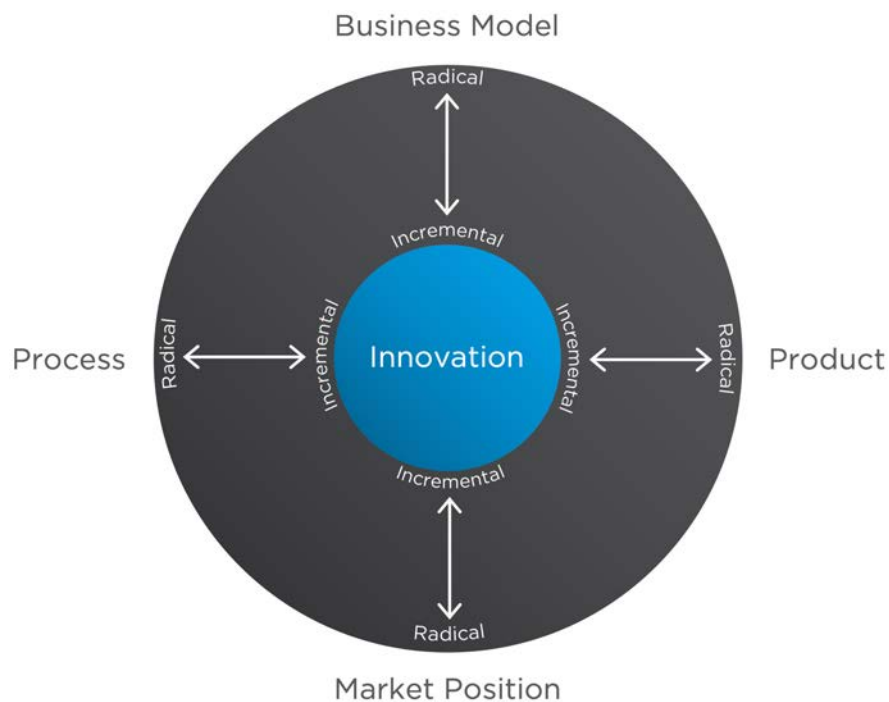 Business Model
Radical
Incremental
Process
Radical
Incremental
Innovation
Incremental
Radical
Product
Incremental
Radical
Market Position